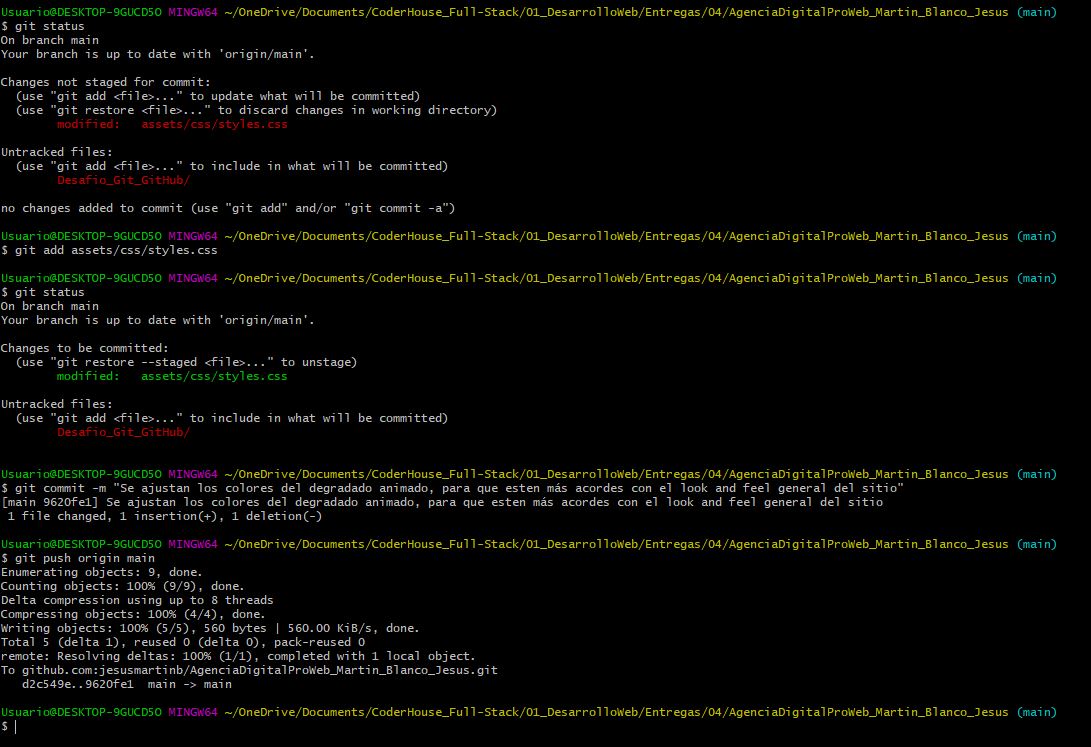 Usuario@DESKTOP-9GUCD5O MINGW64 ~/OneDrive/Documents/CoderHouse_Full-Stack/01_DesarrolloWeb/Entregas/04/AgenciaDigitalProWeb_Martin_Blanco_Jesus (main)
$ git status
On branch main
Your branch is up to date with 'origin/main'.
Changes not staged for commit:
(use "git add <file>..." to update what will be committed)
(use "git restore <file>..." to discard changes in working directory)
modified: assets/css/styles.css
Untracked files:
(use "git add <file>..." to include in what will be committed)
Desafio_Git_GitHub/
no changes added to commit (use "git add" and/or "git commit -a")
Usuario@DESKTOP-9GUCD5O MINGW64 ~/OneDrive/Documents/CoderHouse_Full-Stack/01_DesarrolloWeb/Entregas/04/AgenciaDigitalProWeb_Martin_Blanco_Jesus (main)
$ git add assets/css/styles.css
Usuario@DESKTOP-9GUCD5O MINGW64 ~/OneDrive/Documents/CoderHouse_Full-Stack/01_DesarrolloWeb/Entregas/04/AgenciaDigitalProWeb_Martin_Blanco_Jesus (main)
$ git status
On branch main
Your branch is up to date with 'origin/main'.
Changes to be committed:
(use "git restore --staged <file>..." to unstage)
modified: assets/css/styles.css
Untracked files:
(use "git add <file>..." to include in what will be committed)
Desafio_Git_GitHub/
Usuario@DESKTOP-9GUCD5O MINGW64 ~/OneDrive/Documents/CoderHouse_Full-Stack/01_DesarrolloWeb/Entregas/04/AgenciaDigitalProWeb_Martin_Blanco_Jesus (main)
$ git commit -m "Se ajustan los colores del degradado animado, para que esten más acordes con el look and feel general del sitio"
[main 9620fe1] Se ajustan los colores del degradado animado, para que esten más acordes con el look and feel general del sitio
1 file changed, 1 insertion(+), 1 deletion(-)
Usuario@DESKTOP-9GUCD5O MINGW64 ~/OneDrive/Documents/CoderHouse_Full-Stack/01_DesarrolloWeb/Entregas/04/AgenciaDigitalProWeb_Martin_Blanco_Jesus (main)
$ git push origin main
Enumerating objects: 9, done.
Counting objects: 100% (9/9), done.
Delta compression using up to 8 threads
Compressing objects: 100% (4/4), done.
Writing objects: 100% (5/5), 560 bytes | 560.00 KiB/s, done.
Total 5 (delta 1), reused 0 (delta 0), pack-reused 0
remote: Resolving deltas: 100% (1/1), completed with 1 local object.
To github.com:jesusmartinb/AgenciaDigitalProWeb_Martin_Blanco_Jesus.git
d2c549e..9620fe1 main -> main
Usuario@DESKTOP-9GUCD5O MINGW64 ~/OneDrive/Documents/CoderHouse_Full-Stack/01_DesarrolloWeb/Entregas/04/AgenciaDigitalProWeb_Martin_Blanco_Jesus (main)
$